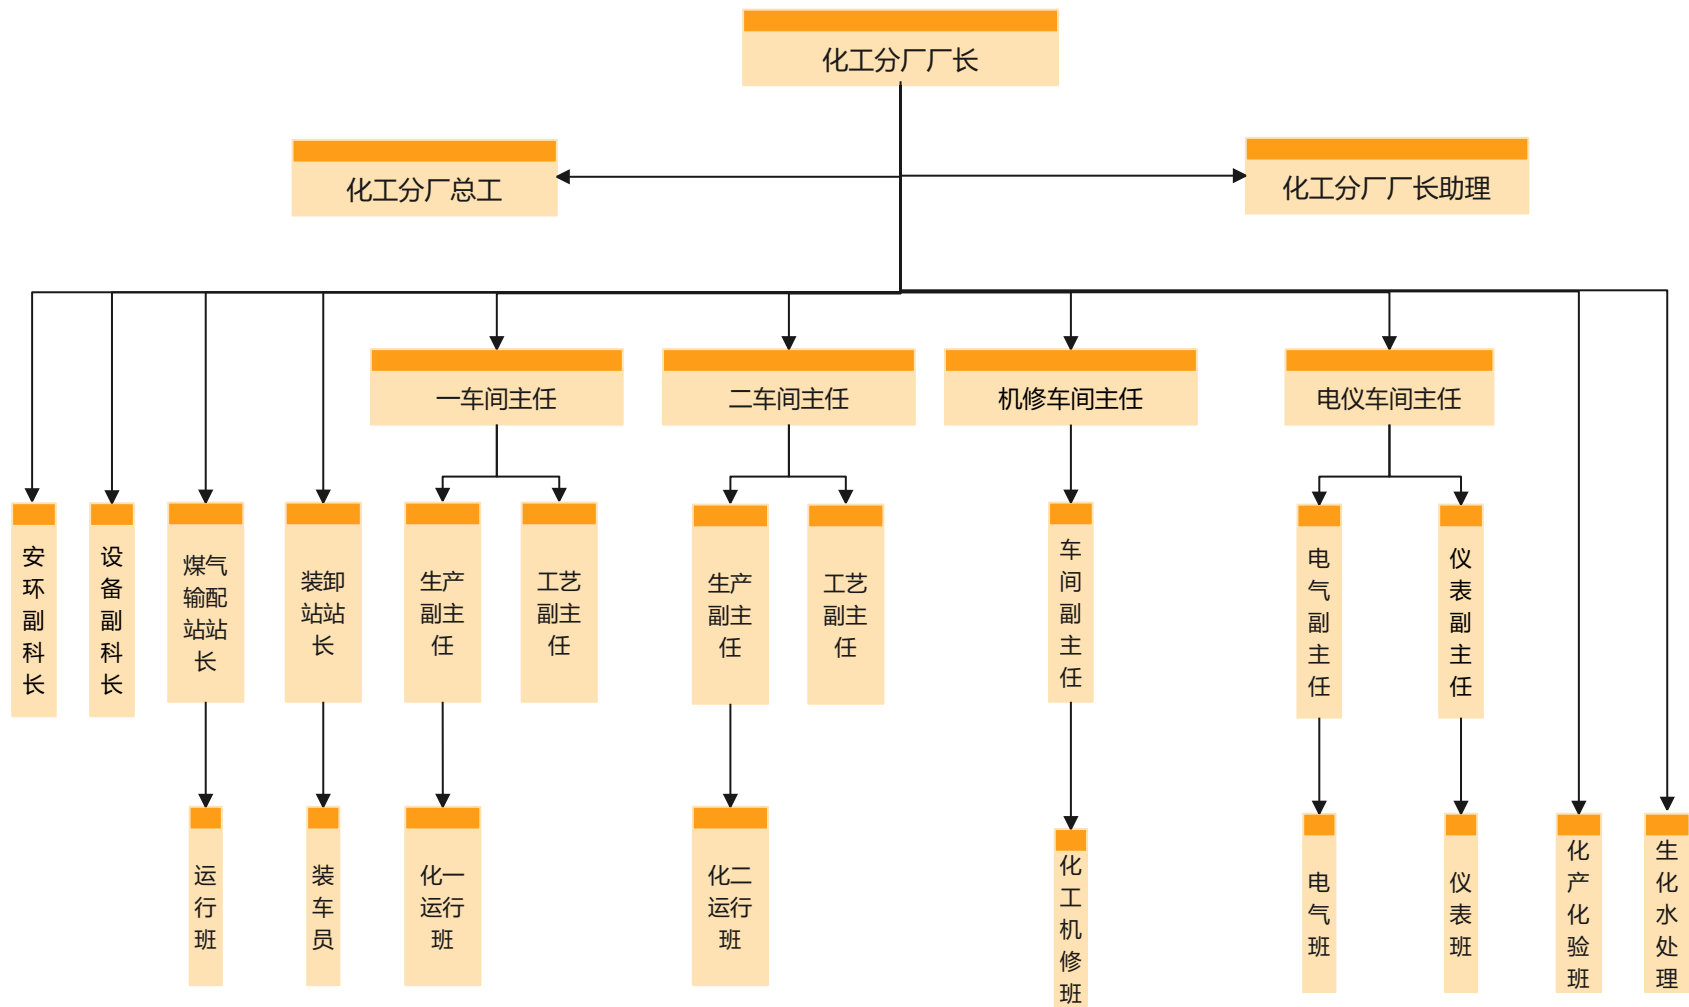 化工分厂厂长
化工分厂总工
化工分厂厂长助理
一车间主任
二车间主任
机修车间主任
电仪车间主任
安
环
副
科
长
设
备
副
科
长
煤气
输配
站站
长
装卸
站站
长
生产
副主
任
工艺
副主
任
生产
副主
任
工艺
副主
任
车
间
副
主
任
电
气
副
主
任
仪
表
副
主
任
运
行
班
装
车
员
化一
运行
班
化二
运行
班
化
工
机
修
班
电
气
班
仪
表
班
化
产
化
验
班
生
化
水
处
理